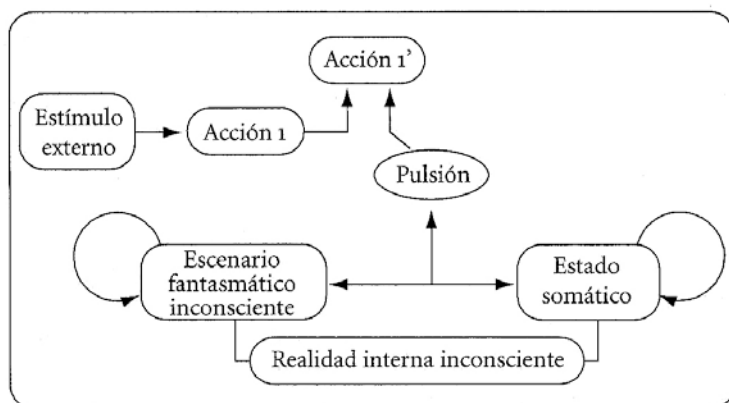 Acción 1’
Estímulo
externo
Acción 1
Pulsión
Escenario
fantasmático
inconsciente
Estado
somático
Realidad interna inconsciente